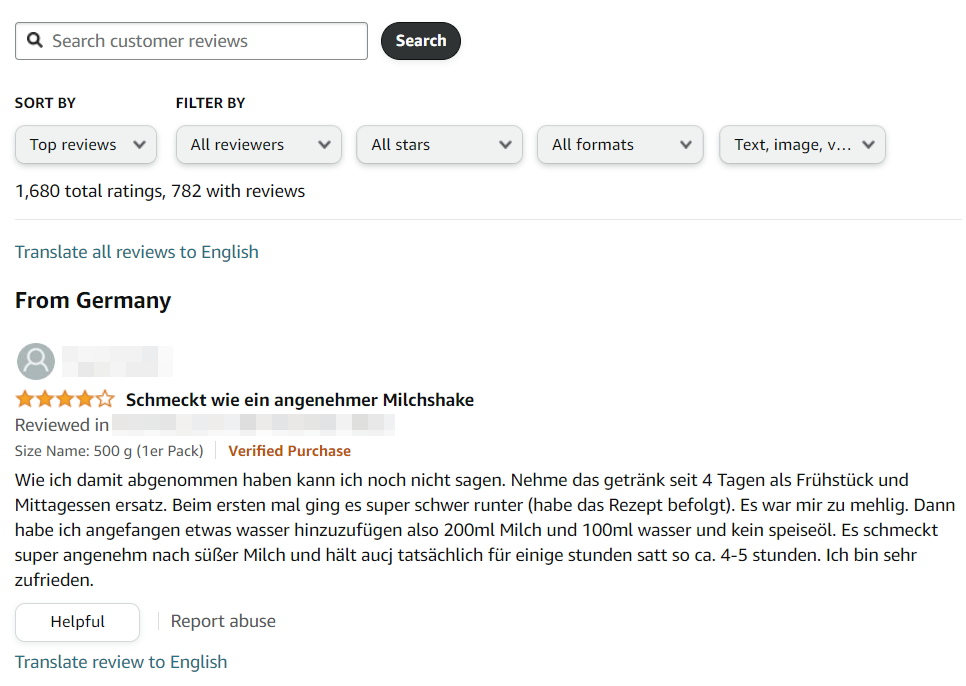 Search customer reviews
Search
SORT BY
FILTER BY
Top reviews
All reviewers
All stars
All formats
Text, image, v...
1,680 total ratings, 782 with reviews
Translate all reviews to English
From Germany
Schmeckt wie ein angenehmer Milchshake
Reviewed in
Size Name: 500 g (1er Pack)
Verified Purchase
Wie ich damit abgenommen haben kann ich noch nicht sagen. Nehme das getränk seit 4 Tagen als Frühstück und
Mittagessen ersatz. Beim ersten mal ging es super schwer runter (habe das Rezept befolgt). Es war mir zu mehlig. Dann
habe ich angefangen etwas wasser hinzuzufügen also 200ml Milch und 100ml wasser und kein speiseöl. Es schmeckt
super angenehm nach süßer Milch und hält aucj tatsächlich für einige stunden satt so ca. 4-5 stunden. Ich bin sehr
zufrieden.
Helpful
Report abuse
Translate review to English